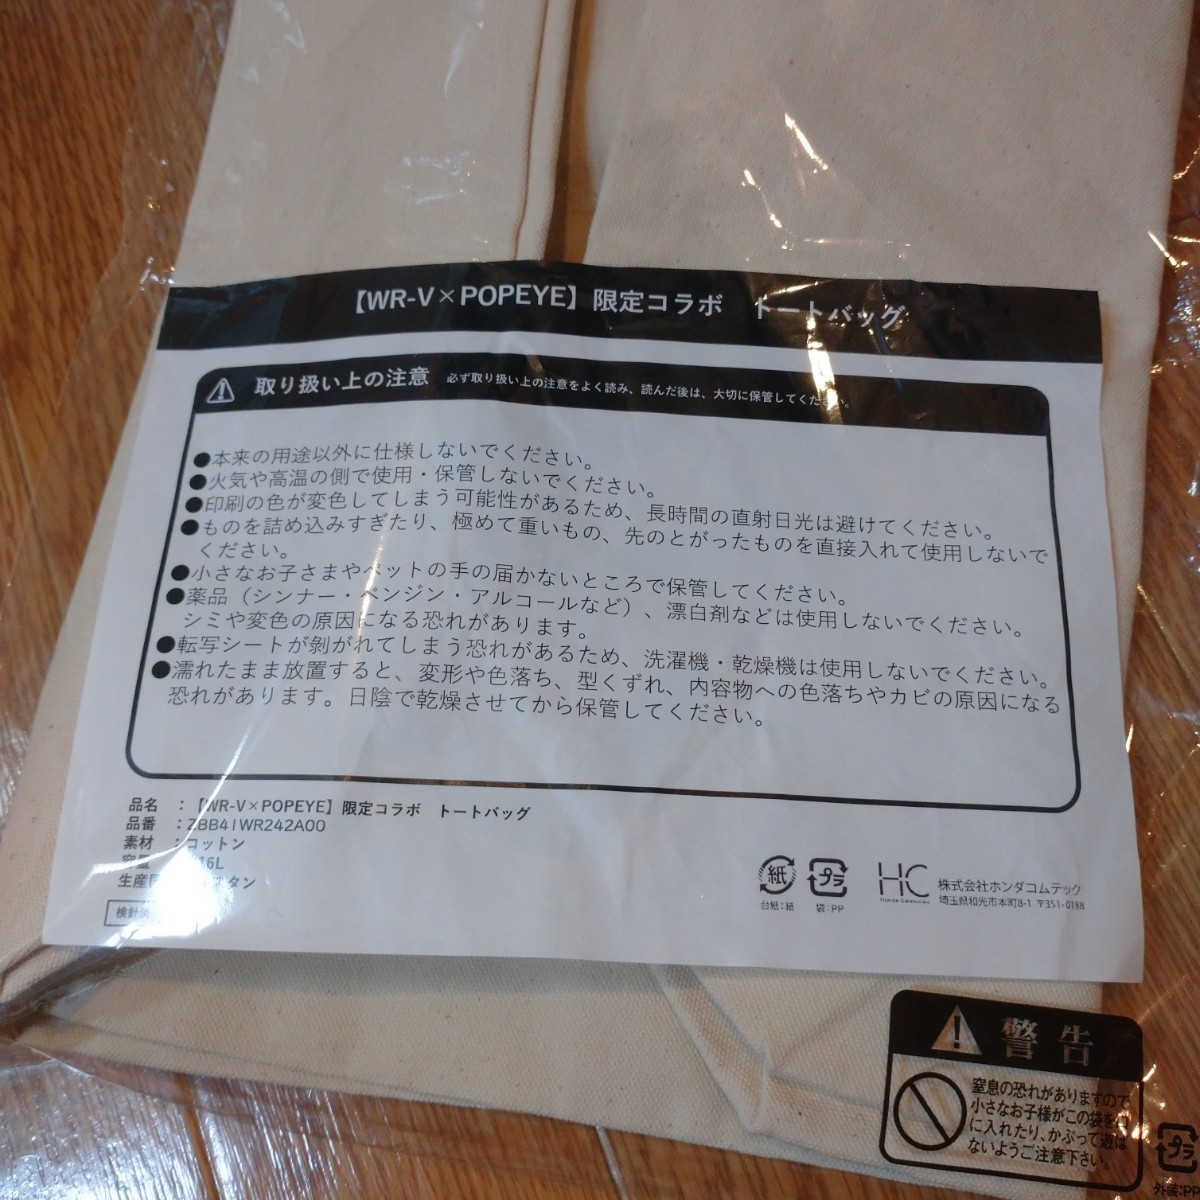 【WR-V×POPEYE】限定コラボ　トートバッグ
取り扱い上の注意　必ず取り扱い上の注意をよく読み、読んだ後は、大切に保管してください。
●本来の用途以外に仕様しないでください。
●火気や高温の側で使用・保管しないでください。
●印刷の色が変色してしまう可能性があるため、長時間の直射日光は避けてください。
●ものを詰め込みすぎたり、極めて重いもの、先のとがったものを直接入れて使用しないで
ください。
●小さなお子さまやペットの手の届かないところで保管してください。
●薬品（シンナー・ベンジン・アルコールなど）、漂白剤などは使用しないでください。
シミや変色の原因になる恐れがあります。
●転写シートが剝がれてしまう恐れがあるため、洗濯機・乾燥機は使用しないでください。
●濡れたまま放置すると、変形や色落ち、型くずれ、内容物への色落ちやカビの原因になる
恐れがあります。日陰で乾燥させてから保管してください。
品名　：【WR-V×POPEYE】限定コラボ　トートバッグ
品番　：ZBB41WR242A00
素材　：コットン
容量　16L
生産
検針済
紙
台紙：紙
プラ
袋：PP
HC
株式会社ホンダコムテック
埼玉県和光市本町8-1 〒351-0188
警告
窒息の恐れがありますので
小さなお子様がこの袋を口
に入れたり、かぶって遊ば
ないようご注意下さい。
プラ
外装：PP